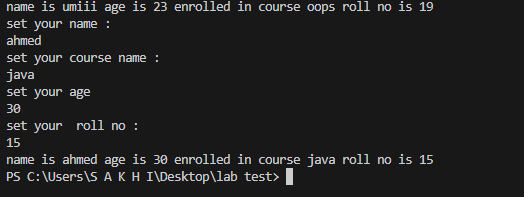 name is umiii age is 23 enrolled in course oops roll no is 19
set your name :
ahmed
set your course name :
java
set your age
30
set your  roll no :
15
name is ahmed age is 30 enrolled in course java roll no is 15
PS C:\Users\S A K H I\Desktop\lab test>